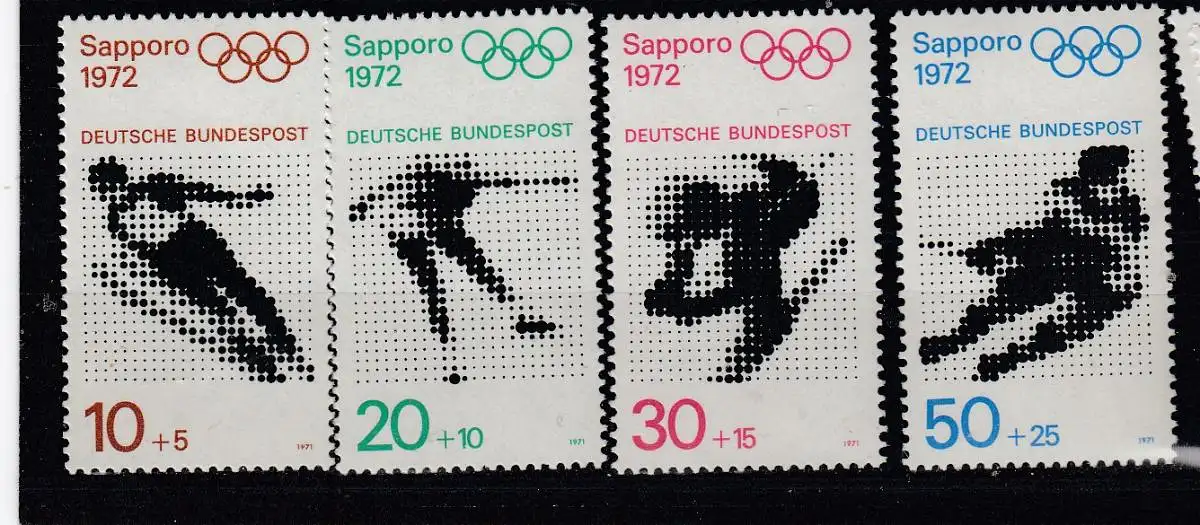 Sapporo
1972
DEUTSCHE BUNDESPOST
10 +5
1971
Sapporo
1972
DEUTSCHE BUNDESPOST
20 +10
1971
Sapporo
1972
DEUTSCHE BUNDESPOST
30 +15
1971
Sapporo
1972
DEUTSCHE BUNDESPOST
50 +25
1971